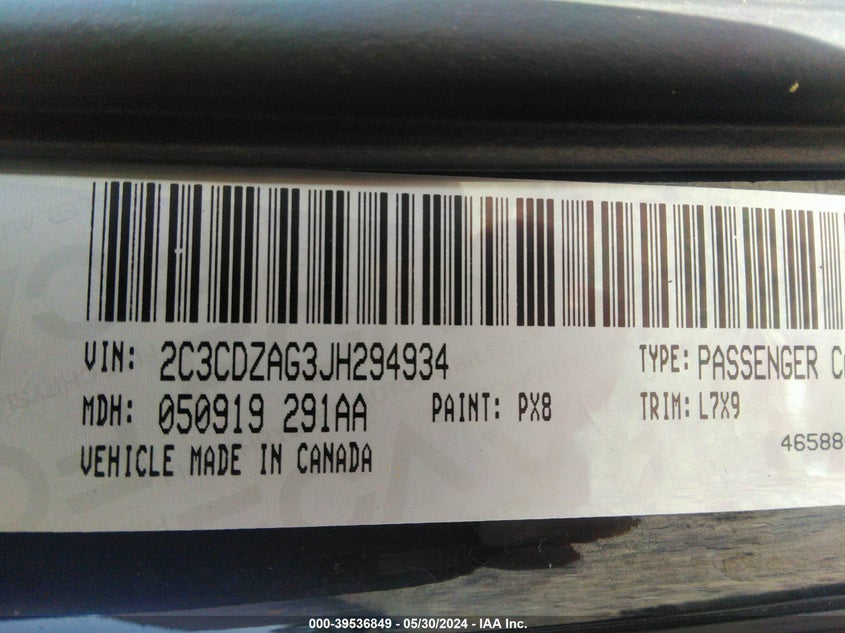 VIN: 2C3CDZAG3JH294934 TYPE: PASSENGER
MDH: 050919 291AA PAINT: PX8 TRIM: L7X9
VEHICLE MADE IN CANADA 46588
000-39536849 - 05/30/2024 - IAA Inc.